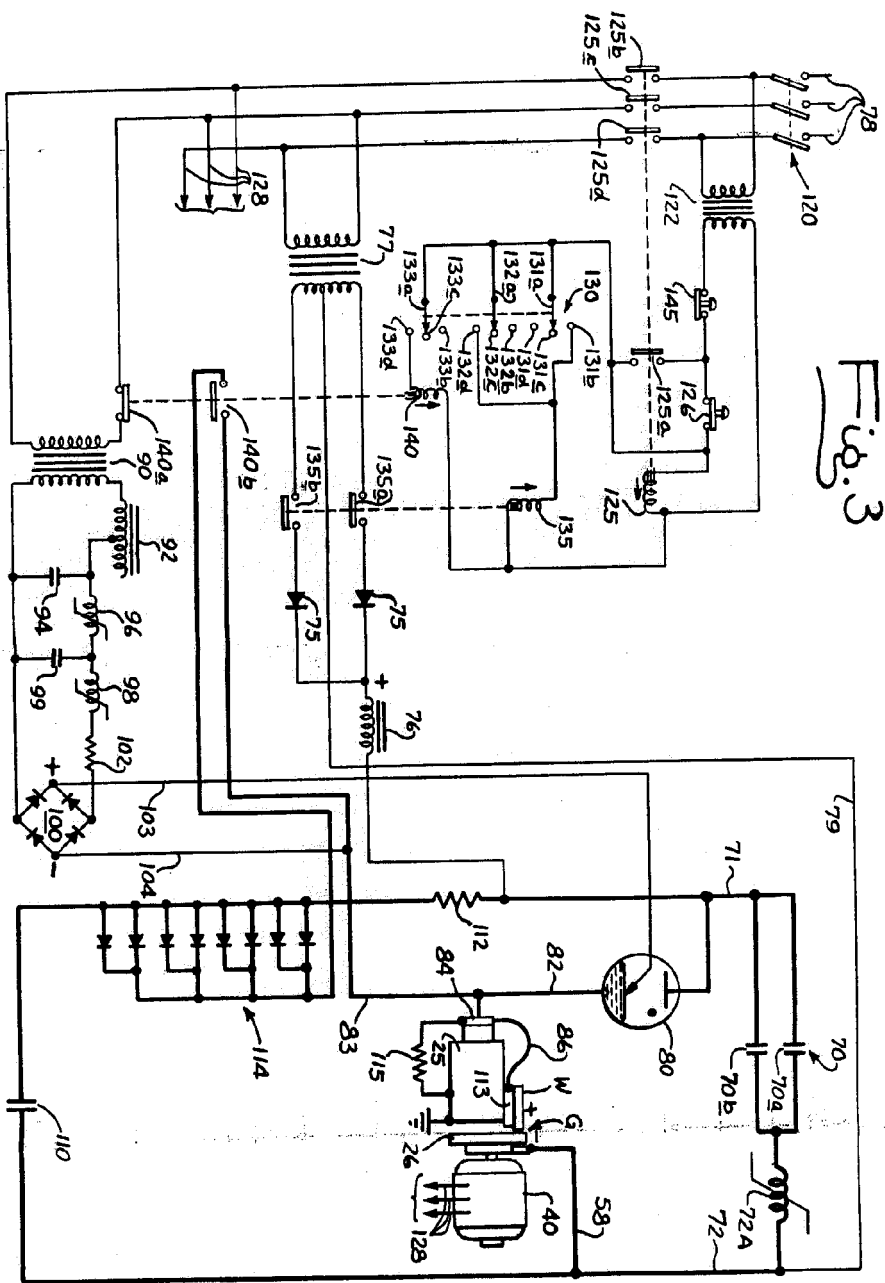 Fig. 3
78
120
125b
125c
125d
122
145
125a
126
125
128
77
130
131a
131b
131c
131d
132a
132b
132c
132d
133a
133b
133c
133d
135
135a
135b
140
140a
140b
75
75
+
76
90
92
94
96
98
99
102
+
100
-
103
104
79
71
112
114
110
80
82
83
84
25
115
86
113
W
+
G
-
26
40
128
58
70
70a
70b
72A
72